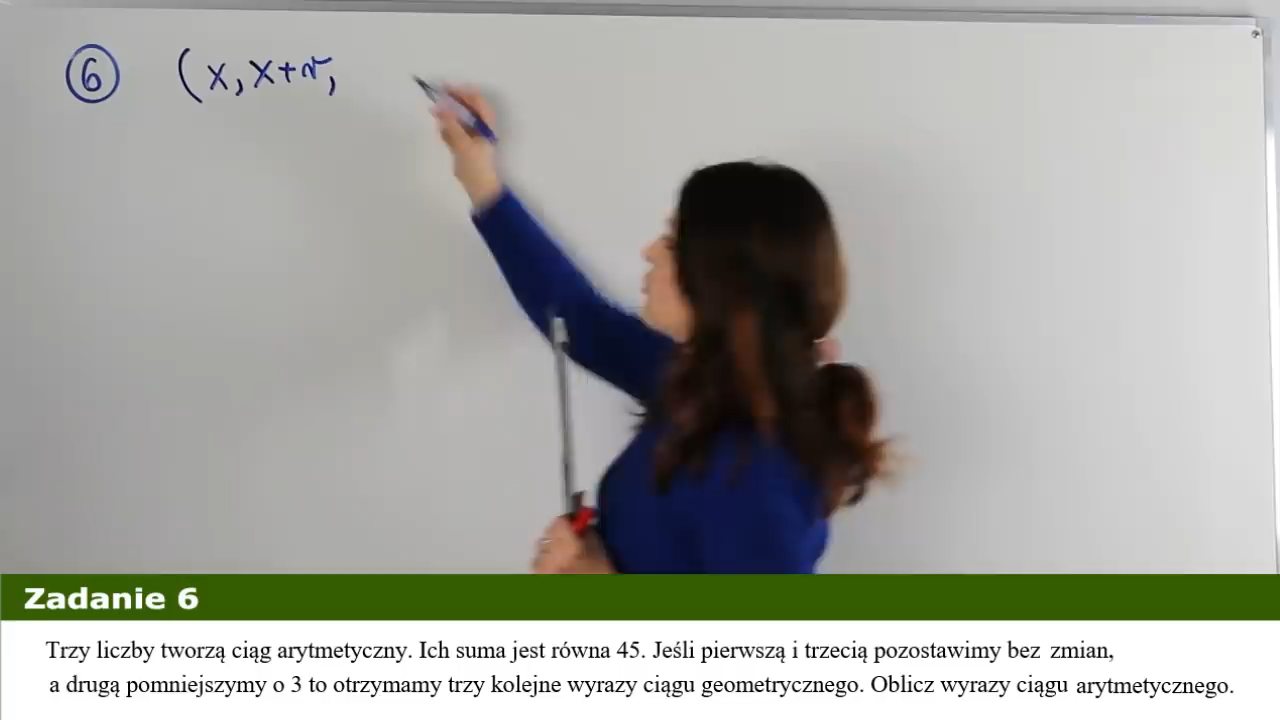 6 (x, x+r,
Zadanie 6
Trzy liczby tworzą ciąg arytmetyczny. Ich suma jest równa 45. Jeśli pierwszą i trzecią pozostawimy bez zmian,
a drugą pomniejszymy o 3 to otrzymamy trzy kolejne wyrazy ciągu geometrycznego. Oblicz wyrazy ciągu arytmetycznego.